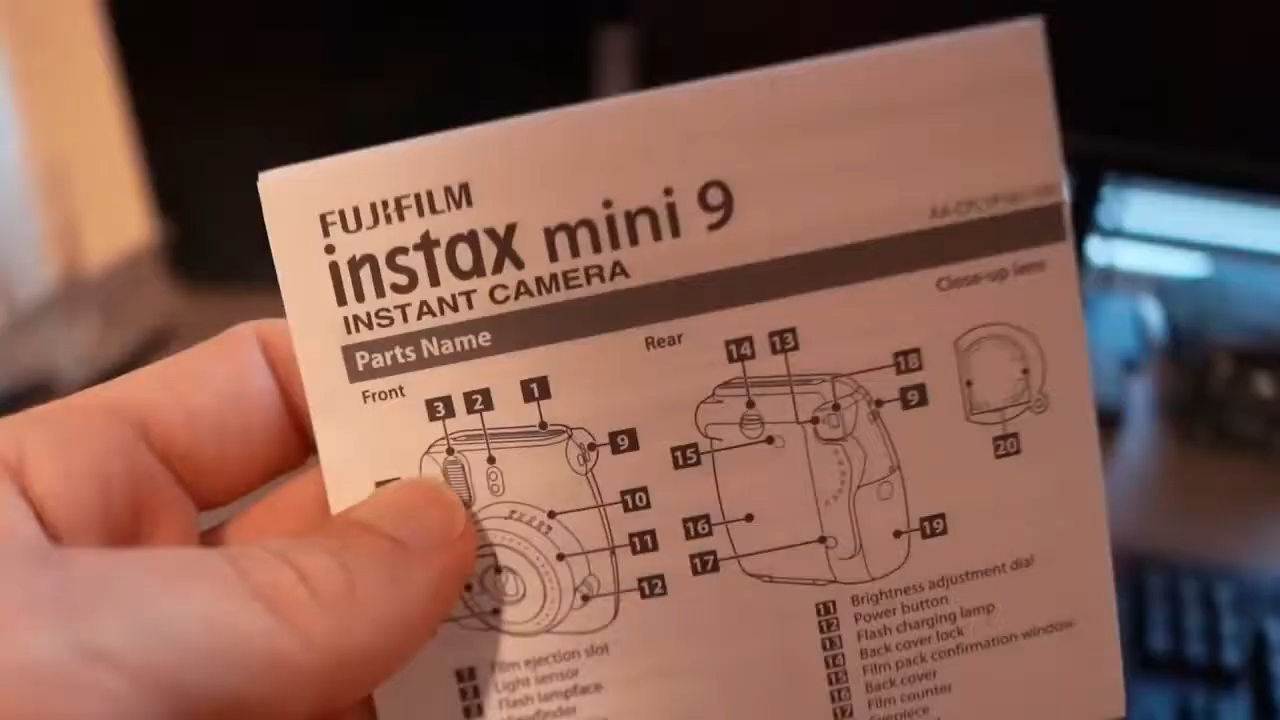 FUJIFILM
instax mini 9
INSTANT CAMERA
Parts Name
Front
Rear
Close-up lens
3
2
1
9
10
11
12
14
13
18
9
15
16
17
19
20
1 Film ejection slot
2 Light sensor
3 Flash lampface
11 Brightness adjustment dial
12 Power button
13 Flash charging lamp
14 Back cover lock
15 Film pack confirmation window
16 Back cover
17 Film counter